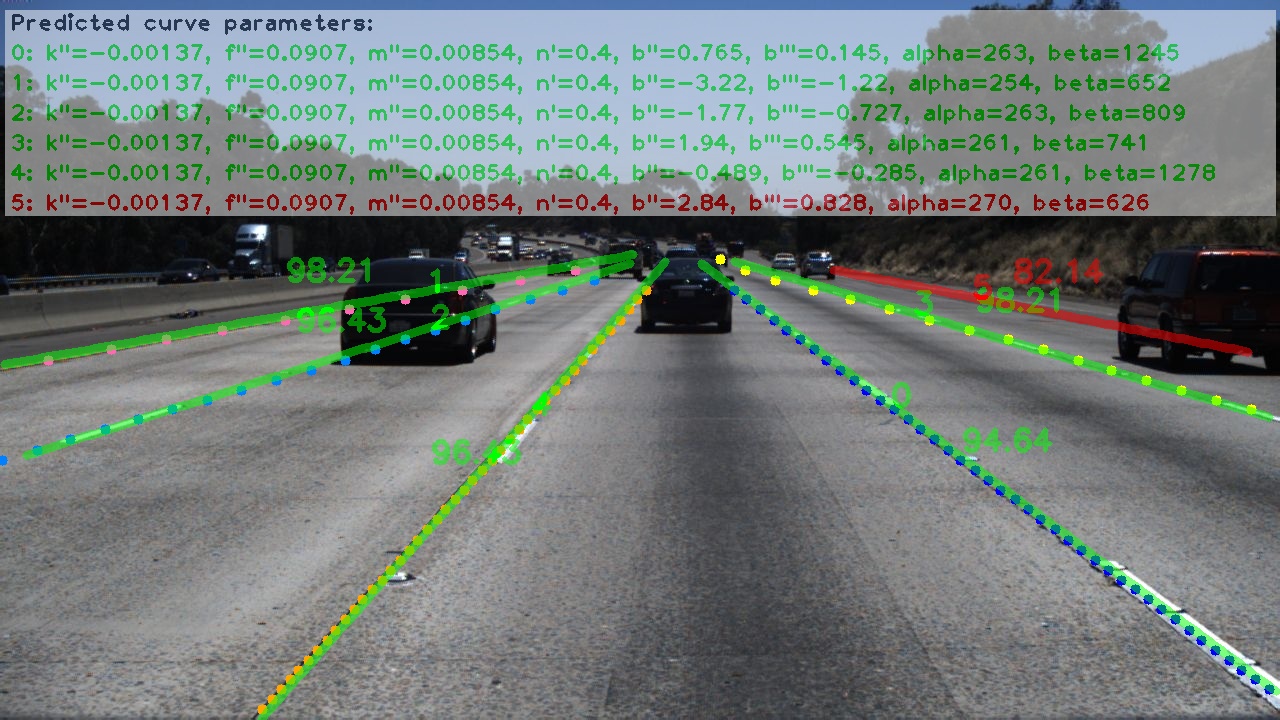 Predicted curve parameters:
0: k''=-0.00137, f''=0.0907, m''=0.00854, n'=0.4, b''=0.765, b'''=0.145, alpha=263, beta=1245
1: k''=-0.00137, f''=0.0907, m''=0.00854, n'=0.4, b''=-3.22, b'''=-1.22, alpha=254, beta=652
2: k''=-0.00137, f''=0.0907, m''=0.00854, n'=0.4, b''=-1.77, b'''=-0.727, alpha=263, beta=809
3: k''=-0.00137, f''=0.0907, m''=0.00854, n'=0.4, b''=1.94, b'''=0.545, alpha=261, beta=741
4: k''=-0.00137, f''=0.0907, m''=0.00854, n'=0.4, b''=-0.489, b'''=-0.285, alpha=261, beta=1278
5: k''=-0.00137, f''=0.0907, m''=0.00854, n'=0.4, b''=2.84, b'''=0.828, alpha=270, beta=626
98.21 1 5 82.14
96.43 2 3 98.21
0
96.43 94.64